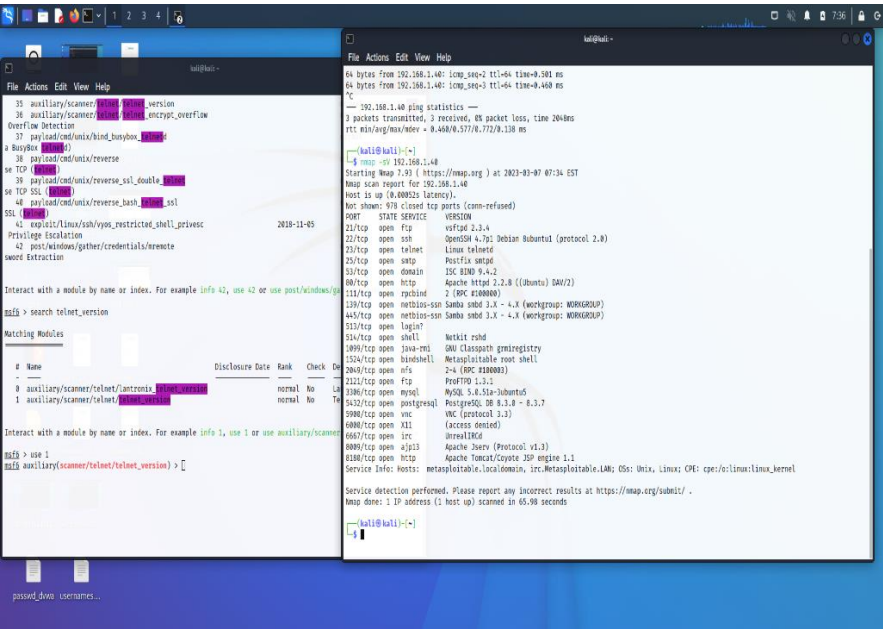 1 2 3 4
7:36
kali@kali: ~
File Actions Edit View Help
35 auxiliary/scanner/telnet/telnet_version
36 auxiliary/scanner/telnet/telnet_encrypt_overflow
Overflow Detection
37 payload/cmd/unix/bind_busybox_telnetd
a BusyBox telnetd)
38 payload/cmd/unix/reverse
se TCP (telnet)
39 payload/cmd/unix/reverse_ssl_double_telnet
se TCP SSL (telnet)
40 payload/cmd/unix/reverse_bash_telnet_ssl
SSL (telnet)
41 exploit/linux/ssh/vyos_restricted_shell_privesc 2018-11-05
Privilege Escalation
42 post/windows/gather/credentials/mremote
sword Extraction
Interact with a module by name or index. For example info 42, use 42 or use post/windows/ga
msf6 > search telnet_version
Matching Modules
# Name Disclosure Date Rank Check De
0 auxiliary/scanner/telnet/lantronix_telnet_version normal No La
1 auxiliary/scanner/telnet/telnet_version normal No Te
Interact with a module by name or index. For example info 1, use 1 or use auxiliary/scanner
msf6 > use 1
msf6 auxiliary(scanner/telnet/telnet_version) >
kali@kali: ~
File Actions Edit View Help
64 bytes from 192.168.1.40: icmp_seq=2 ttl=64 time=0.501 ms
64 bytes from 192.168.1.40: icmp_seq=3 ttl=64 time=0.460 ms
^C
— 192.168.1.40 ping statistics —
3 packets transmitted, 3 received, 0% packet loss, time 2048ms
rtt min/avg/max/mdev = 0.460/0.577/0.772/0.138 ms
(kali㉿kali)-[~]
$ nmap -sV 192.168.1.40
Starting Nmap 7.93 ( https://nmap.org ) at 2023-03-07 07:34 EST
Nmap scan report for 192.168.1.40
Host is up (0.00052s latency).
Not shown: 978 closed tcp ports (conn-refused)
PORT STATE SERVICE VERSION
21/tcp open ftp vsftpd 2.3.4
22/tcp open ssh OpenSSH 4.7p1 Debian 8ubuntu1 (protocol 2.0)
23/tcp open telnet Linux telnetd
25/tcp open smtp Postfix smtpd
53/tcp open domain ISC BIND 9.4.2
80/tcp open http Apache httpd 2.2.8 ((Ubuntu) DAV/2)
111/tcp open rpcbind 2 (RPC #100000)
139/tcp open netbios-ssn Samba smbd 3.X - 4.X (workgroup: WORKGROUP)
445/tcp open netbios-ssn Samba smbd 3.X - 4.X (workgroup: WORKGROUP)
513/tcp open login?
514/tcp open shell Netkit rshd
1099/tcp open java-rmi GNU Classpath grmiregistry
1524/tcp open bindshell Metasploitable root shell
2049/tcp open nfs 2-4 (RPC #100003)
2121/tcp open ftp ProFTPD 1.3.1
3306/tcp open mysql MySQL 5.0.51a-3ubuntu5
5432/tcp open postgresql PostgreSQL DB 8.3.0 - 8.3.7
5900/tcp open vnc VNC (protocol 3.3)
6000/tcp open X11 (access denied)
6667/tcp open irc UnrealIRCd
8009/tcp open ajp13 Apache Jserv (Protocol v1.3)
8180/tcp open http Apache Tomcat/Coyote JSP engine 1.1
Service Info: Hosts: metasploitable.localdomain, irc.Metasploitable.LAN; OSs: Unix, Linux; CPE: cpe:/o:linux:linux_kernel
Service detection performed. Please report any incorrect results at https://nmap.org/submit/ .
Nmap done: 1 IP address (1 host up) scanned in 65.98 seconds
(kali㉿kali)-[~]
$
passwd_dvwa usernames...